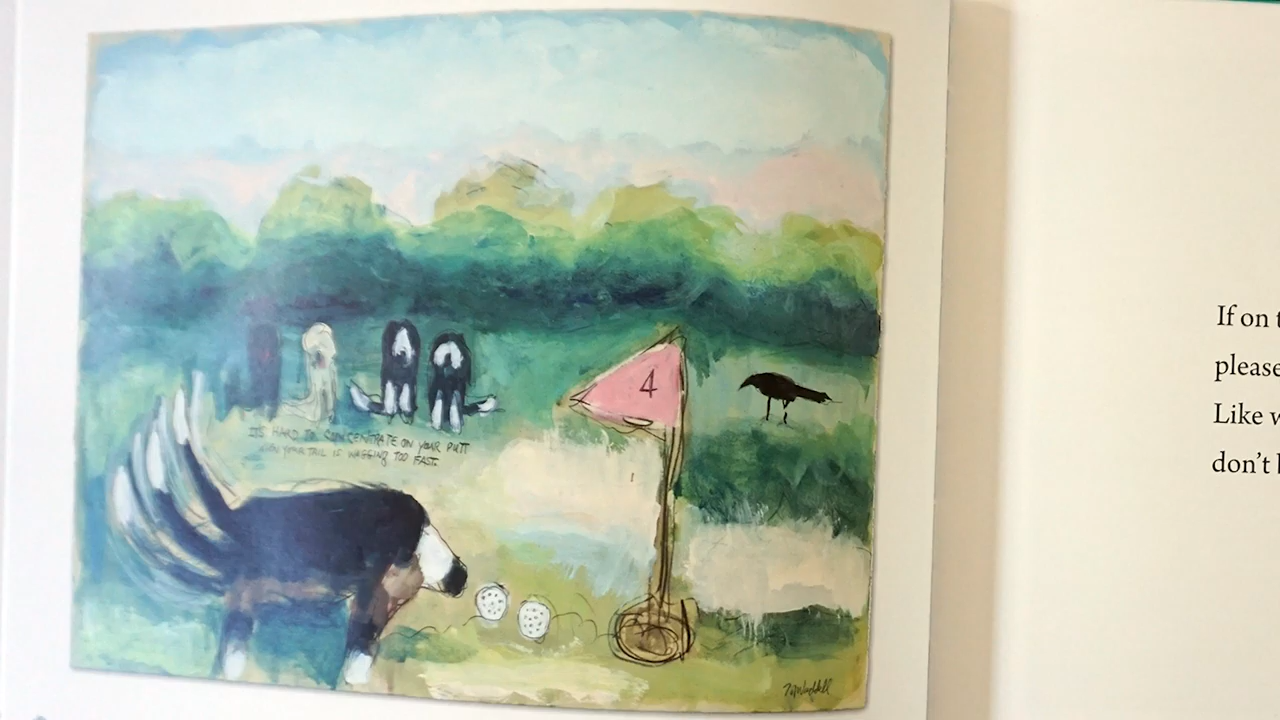 IT'S HARD TO CONCENTRATE ON YOUR PUTT
WHEN YOUR TAIL IS WAGGING TOO FAST.
4
If on
please
Like
don't